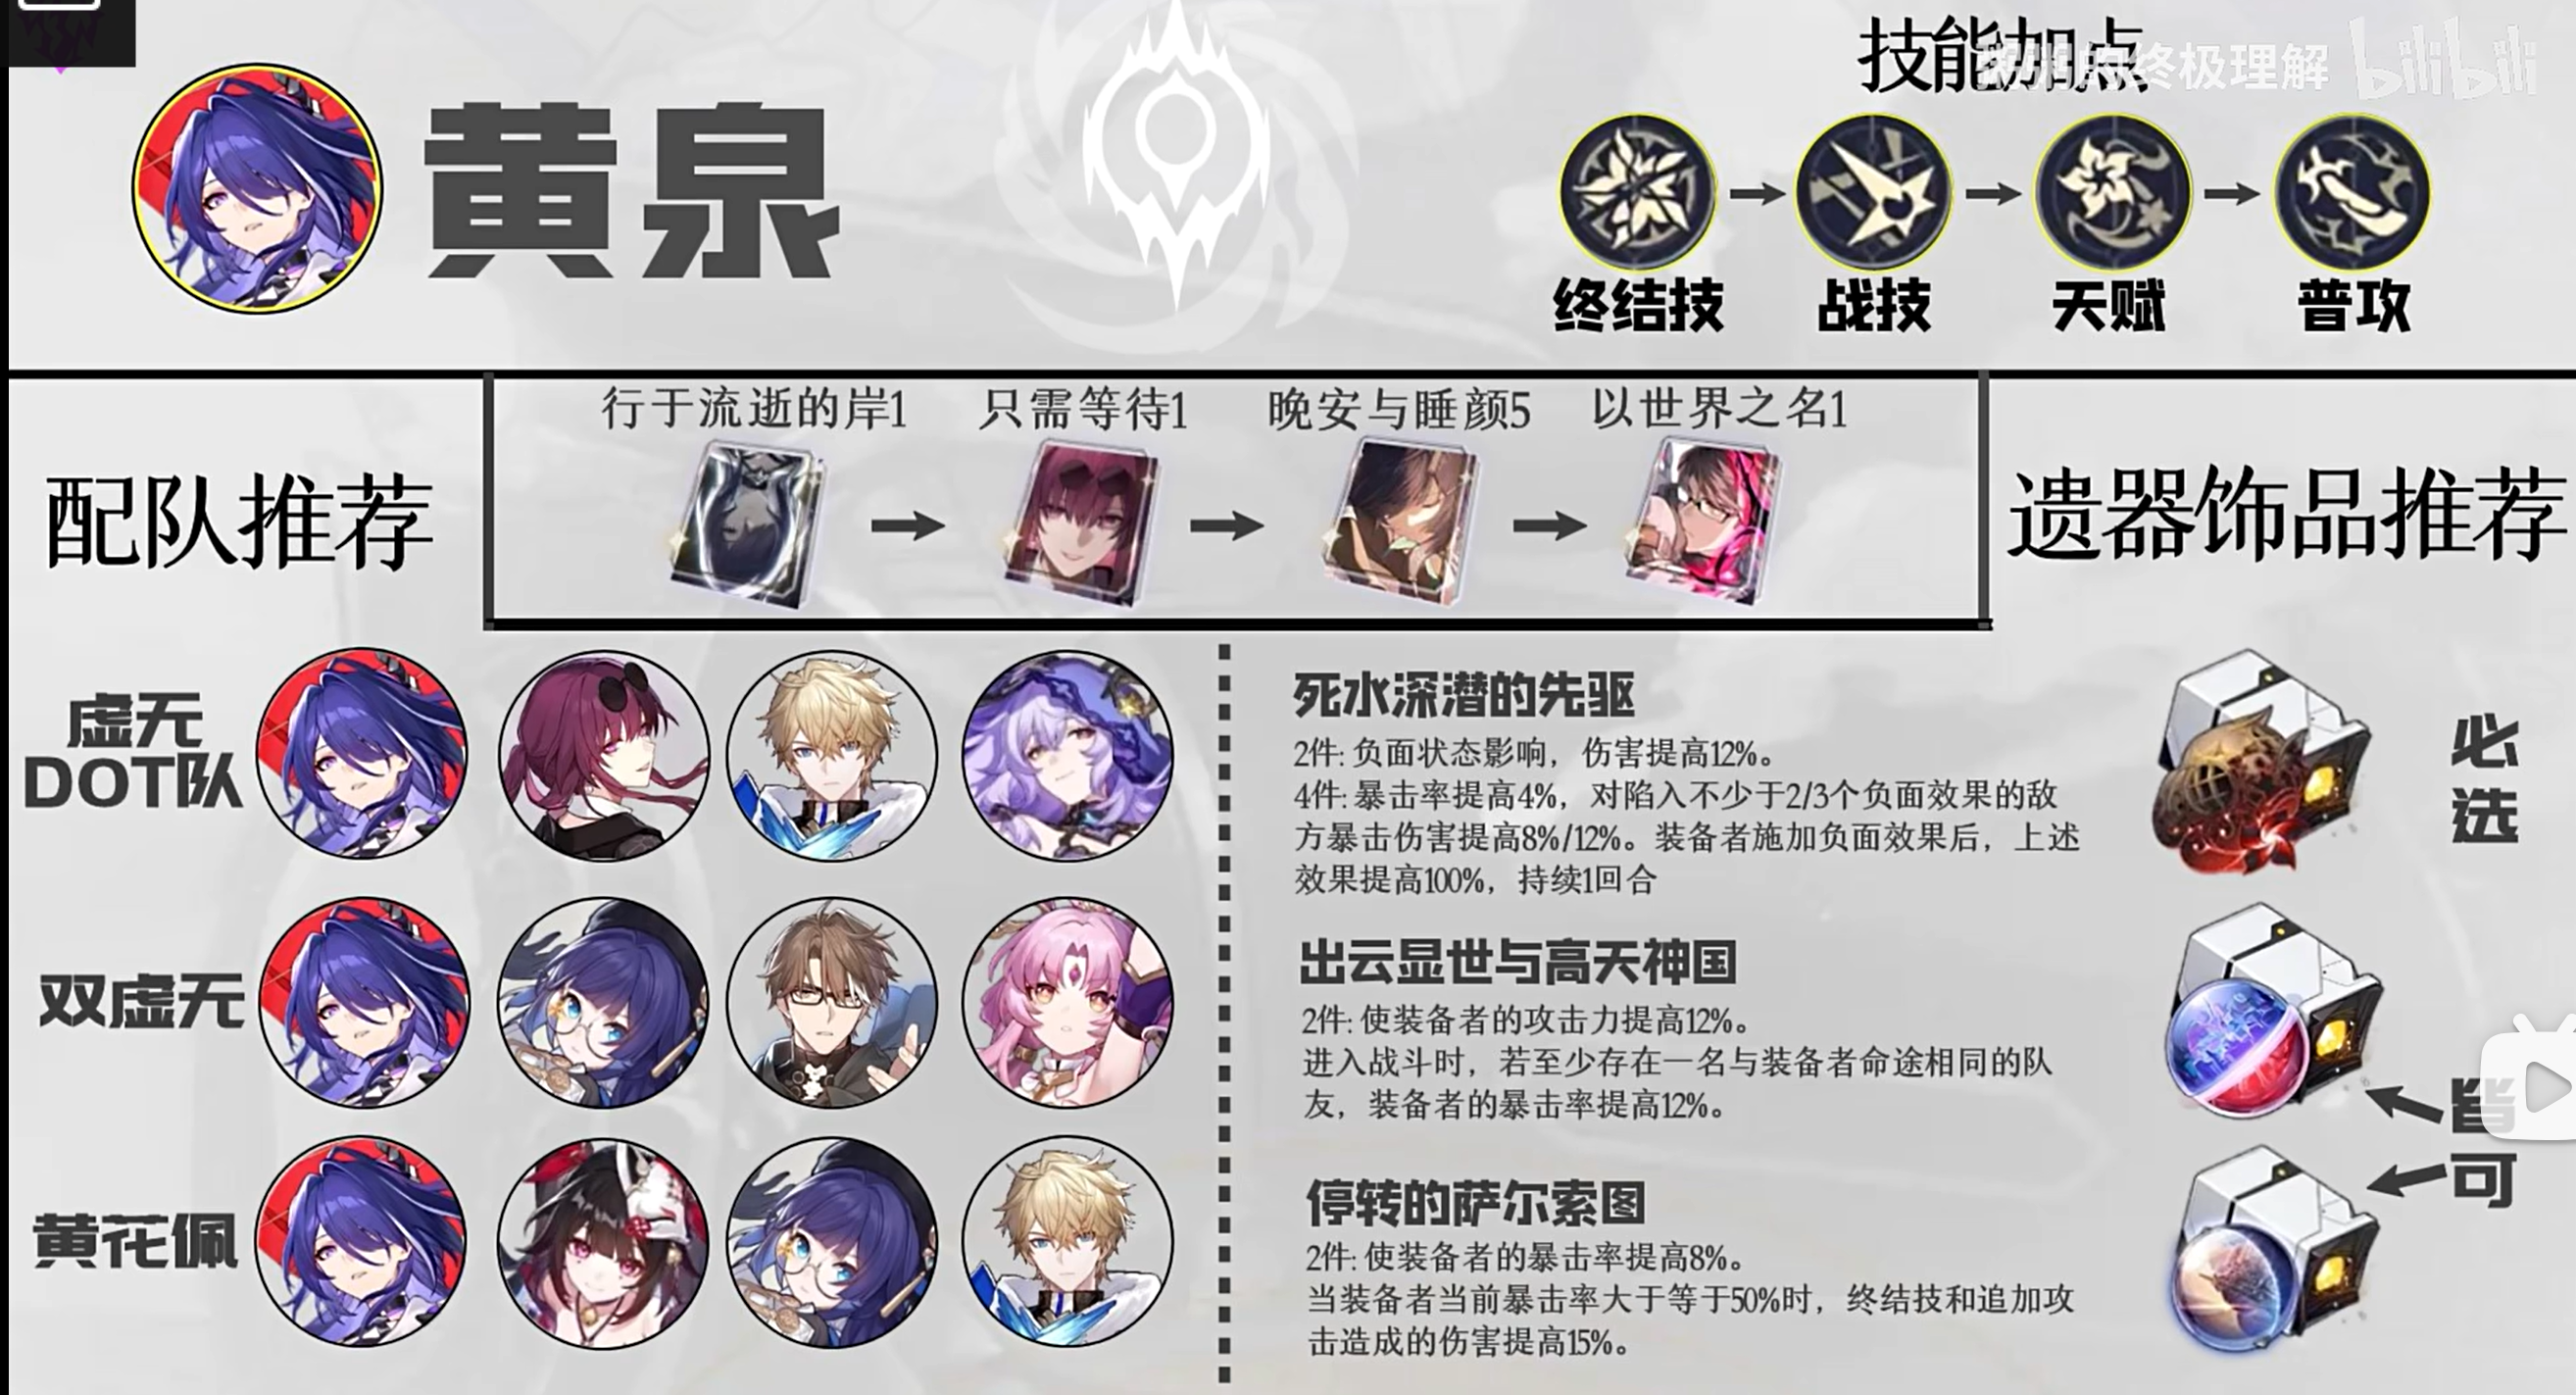 黄泉
技能加点
的终极理解
bilibili
终结技
战技
天赋
普攻
配队推荐
行于流逝的岸1
只需等待1
晚安与睡颜5
以世界之名1
遗器饰品推荐
虚无
DOT队
双虚无
黄花佩
死水深潜的先驱
2件: 负面状态影响，伤害提高12%。
4件: 暴击率提高4%，对陷入不少于2/3个负面效果的敌
方暴击伤害提高8%/12%。装备者施加负面效果后，上述
效果提高100%，持续1回合
必
选
出云显世与高天神国
2件: 使装备者的攻击力提高12%。
进入战斗时，若至少存在一名与装备者命途相同的队
友，装备者的暴击率提高12%。
皆
可
停转的萨尔索图
2件: 使装备者的暴击率提高8%。
当装备者当前暴击率大于等于50%时，终结技和追加攻
击造成的伤害提高15%。